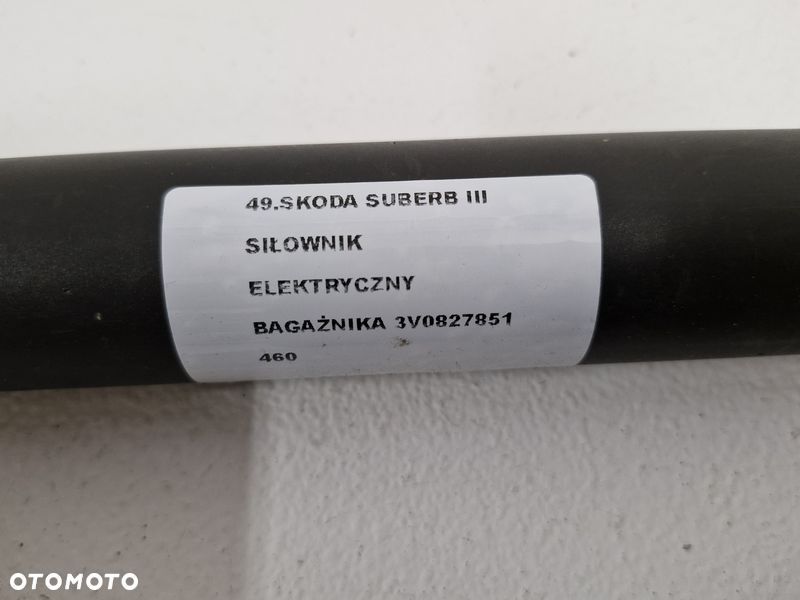 49.SKODA SUBERB III
SIŁOWNIK
ELEKTRYCZNY
BAGAŻNIKA 3V0827851
460
OTOMOTO